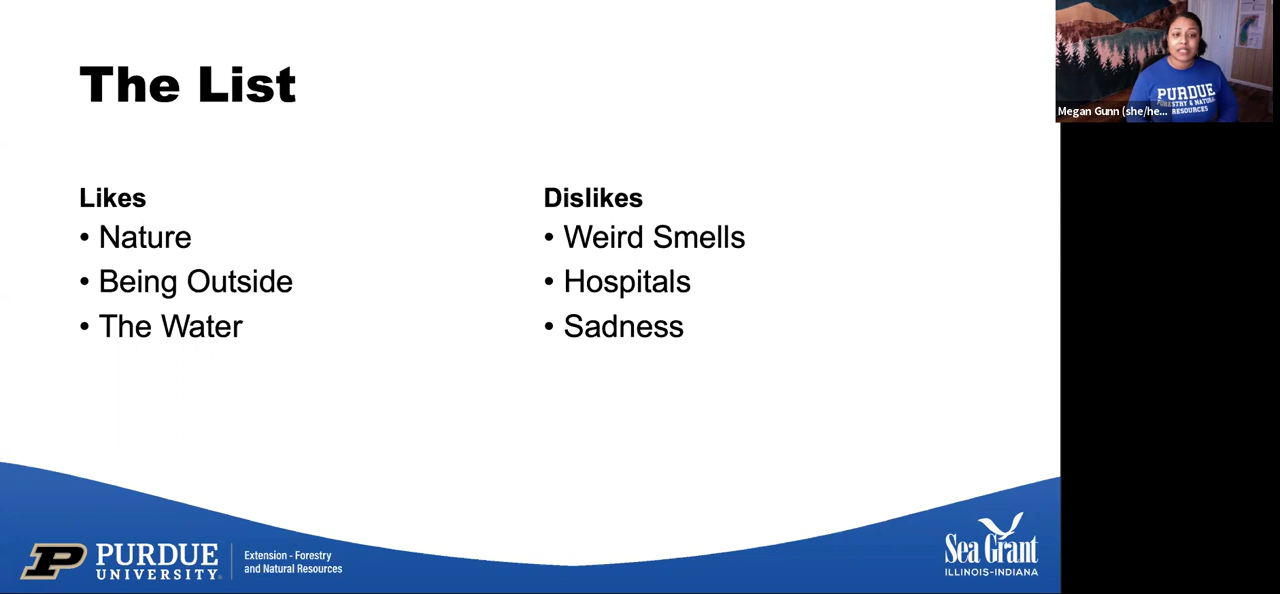 The List
Likes
• Nature
• Being Outside
• The Water
Dislikes
• Weird Smells
• Hospitals
• Sadness
PURDUE
FORESTRY & NATURAL
RESOURCES
Megan Gunn (she/he...
P PURDUE
UNIVERSITY
Extension - Forestry
and Natural Resources
Sea Grant
ILLINOIS-INDIANA